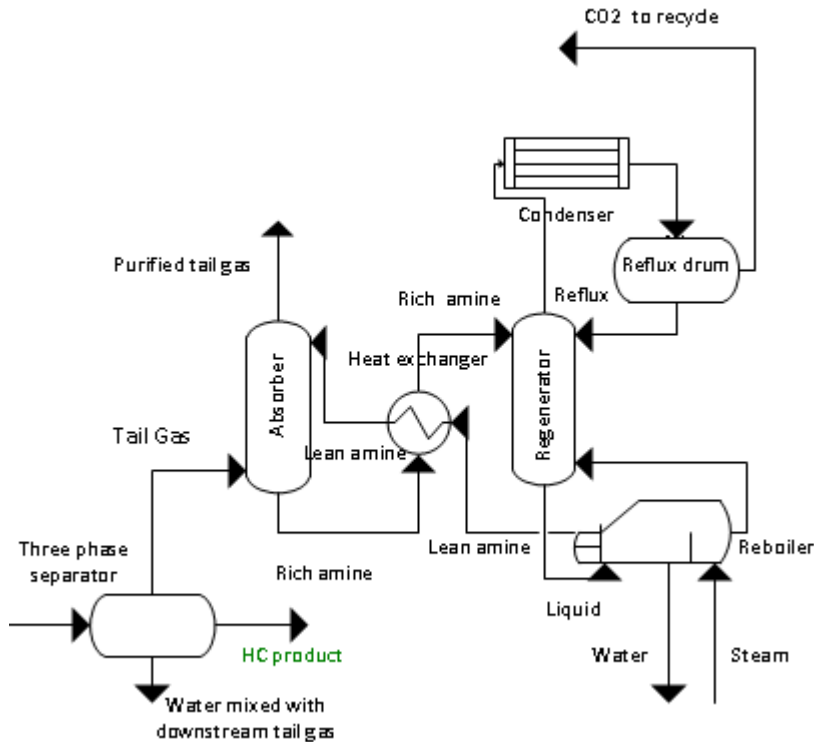 CO2 to recycle
Condenser
Reflux drum
Purified tail gas
Rich amine
Reflux
Heat exchanger
Absorber
Regenerator
Tail Gas
Lean amine
Three phase
separator
Rich amine
Lean amine
Reboiler
Liquid
HC product
Water
Steam
Water mixed with
downstream tail gas